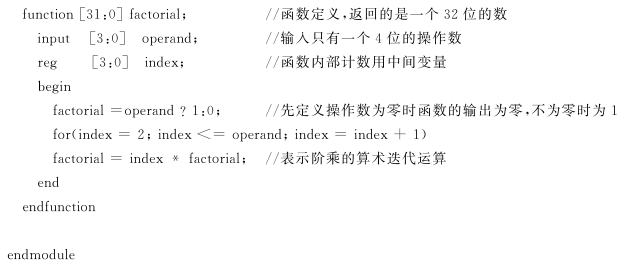 function [31:0] factorial; //函数定义,返回的是一个 32 位的数
input [3:0] operand; //输入只有一个 4 位的操作数
reg [3:0] index; //函数内部计数用中间变量
begin
factorial = operand ? 1:0; //先定义操作数为零时函数的输出为零,不为零时为 1
for(index = 2; index <= operand; index = index + 1)
factorial = index * factorial; //表示阶乘的算术迭代运算
end
endfunction
endmodule